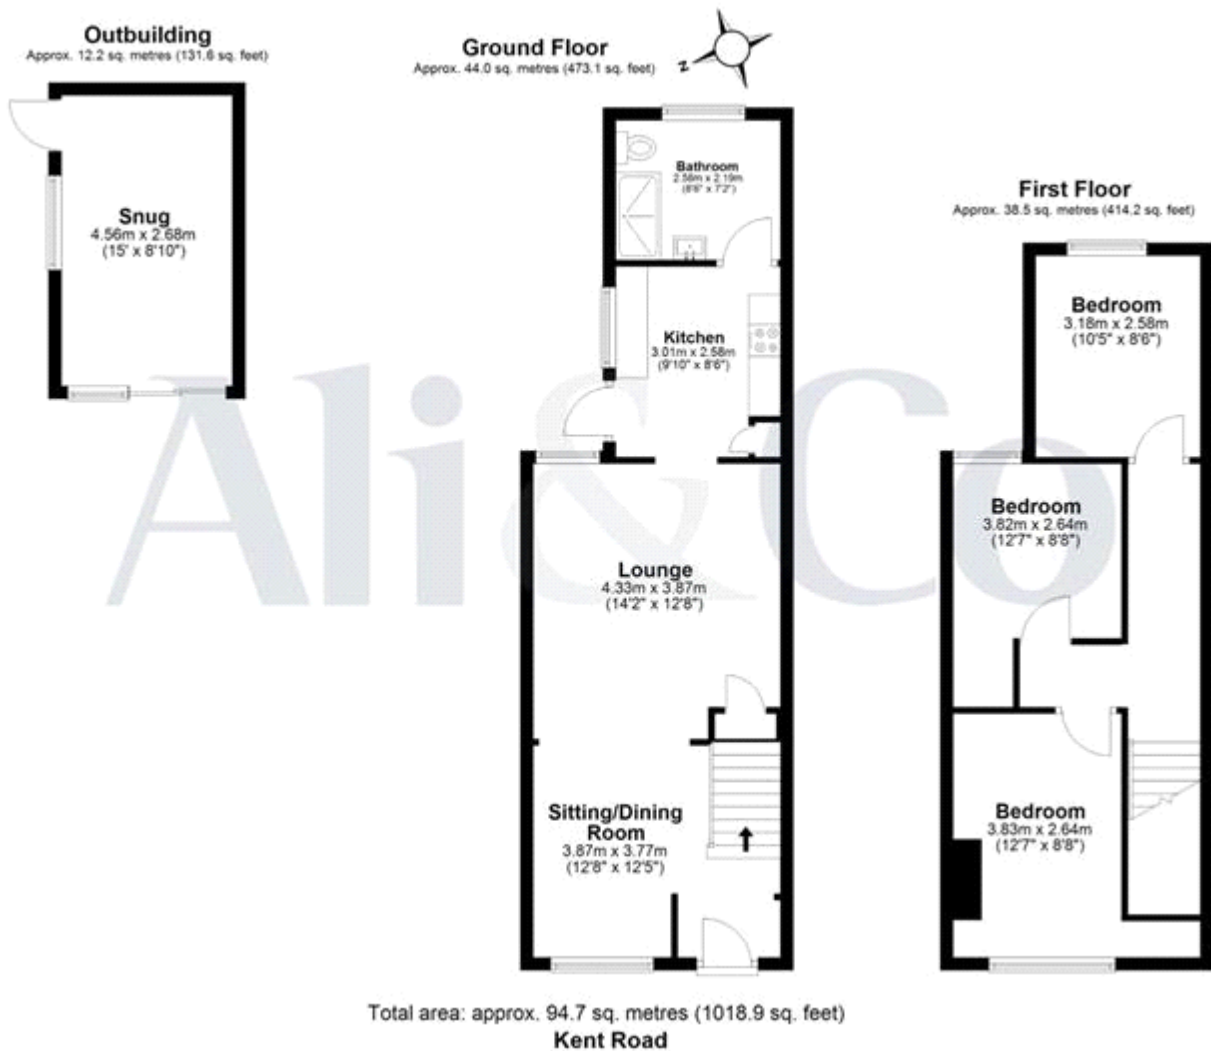 Outbuilding
Approx. 12.2 sq. metres (131.6 sq. feet)
Snug
4.56m x 2.68m
(15' x 8'10")
Ground Floor
Approx. 44.0 sq. metres (473.1 sq. feet)
N
Bathroom
2.58m x 2.19m
(8'6" x 7'2")
Kitchen
3.01m x 2.58m
(9'10" x 8'6")
Lounge
4.33m x 3.87m
(14'2" x 12'8")
Sitting/Dining
Room
3.87m x 3.77m
(12'8" x 12'5")
First Floor
Approx. 38.5 sq. metres (414.2 sq. feet)
Bedroom
3.18m x 2.58m
(10'5" x 8'6")
Bedroom
3.82m x 2.64m
(12'7" x 8'8")
Bedroom
3.83m x 2.64m
(12'7" x 8'8")
Ali&Co
Total area: approx. 94.7 sq. metres (1018.9 sq. feet)
Kent Road